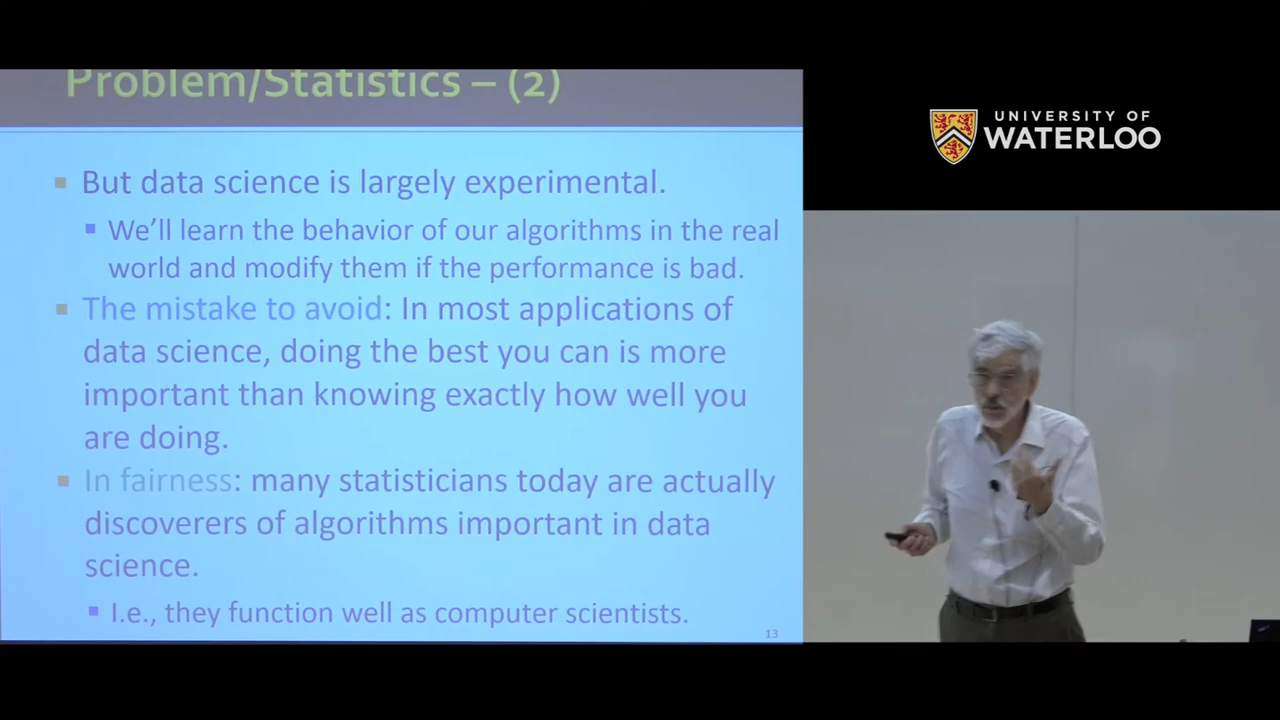 Problem/Statistics – (2)
But data science is largely experimental.
We'll learn the behavior of our algorithms in the real
world and modify them if the performance is bad.
The mistake to avoid: In most applications of
data science, doing the best you can is more
important than knowing exactly how well you
are doing.
In fairness: many statisticians today are actually
discoverers of algorithms important in data
science.
I.e., they function well as computer scientists.
13
UNIVERSITY OF
WATERLOO